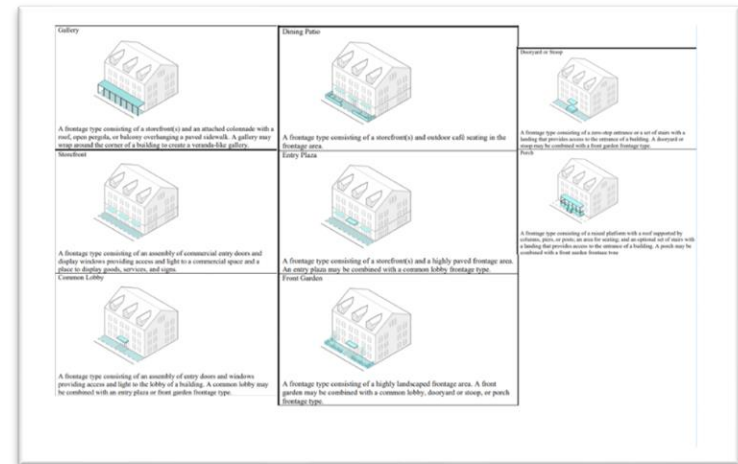 Gallery
A frontage type consisting of a storefront(s) and an attached colonnade with a
roof, open pergola, or balcony overhanging a paved sidewalk. A gallery may
wrap around the corner of a building to create a veranda-like gallery.
Storefront
A frontage type consisting of an assembly of commercial entry doors and
display windows providing access and light to a commercial space and a
place to display goods, services, and signs.
Common Lobby
A frontage type consisting of an assembly of entry doors and windows
providing access and light to the lobby of a building. A common lobby may
be combined with an entry plaza or front garden frontage type.
Dining Patio
A frontage type consisting of a storefront(s) and outdoor café seating in the
frontage area.
Entry Plaza
A frontage type consisting of a storefront(s) and a highly paved frontage area.
An entry plaza may be combined with a common lobby frontage type.
Front Garden
A frontage type consisting of a highly landscaped frontage area. A front
garden may be combined with a common lobby, dooryard or stoop, or porch
frontage type.
Dooryard or Stoop
A frontage type consisting of a zero-step entrance or a set of stairs with a
landing that provides access to the entrance of a building. A dooryard or
stoop may be combined with a front garden frontage type.
Porch
A frontage type consisting of a raised platform with a roof supported by
columns, piers, or posts; an area for seating; and an optional set of stairs with
a landing that provides access to the entrance of a building. A porch may be
combined with a front garden frontage type